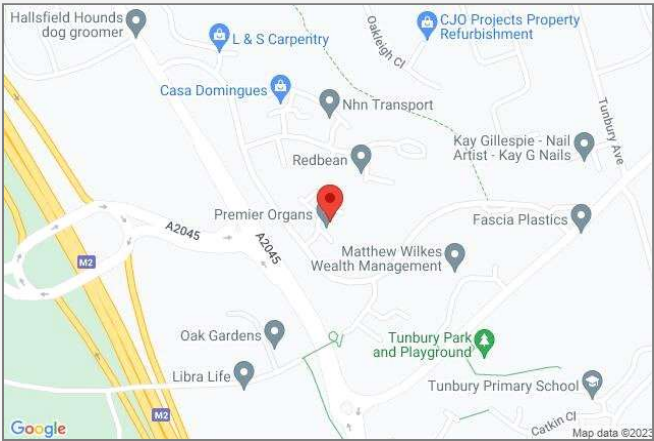 Hallsfield Hounds
dog groomer
L & S Carpentry
Oakleigh Cl
CJO Projects Property
Refurbishment
Casa Domingues
Nhn Transport
Tunbury Ave
Redbean
Kay Gillespie - Nail
Artist - Kay G Nails
Premier Organs
A2045
A2045
Fascia Plastics
M2
Matthew Wilkes
Wealth Management
Oak Gardens
Tunbury Park
and Playground
Libra Life
Tunbury Primary School
M2
Catkin Cl
Google
Map data ©2023